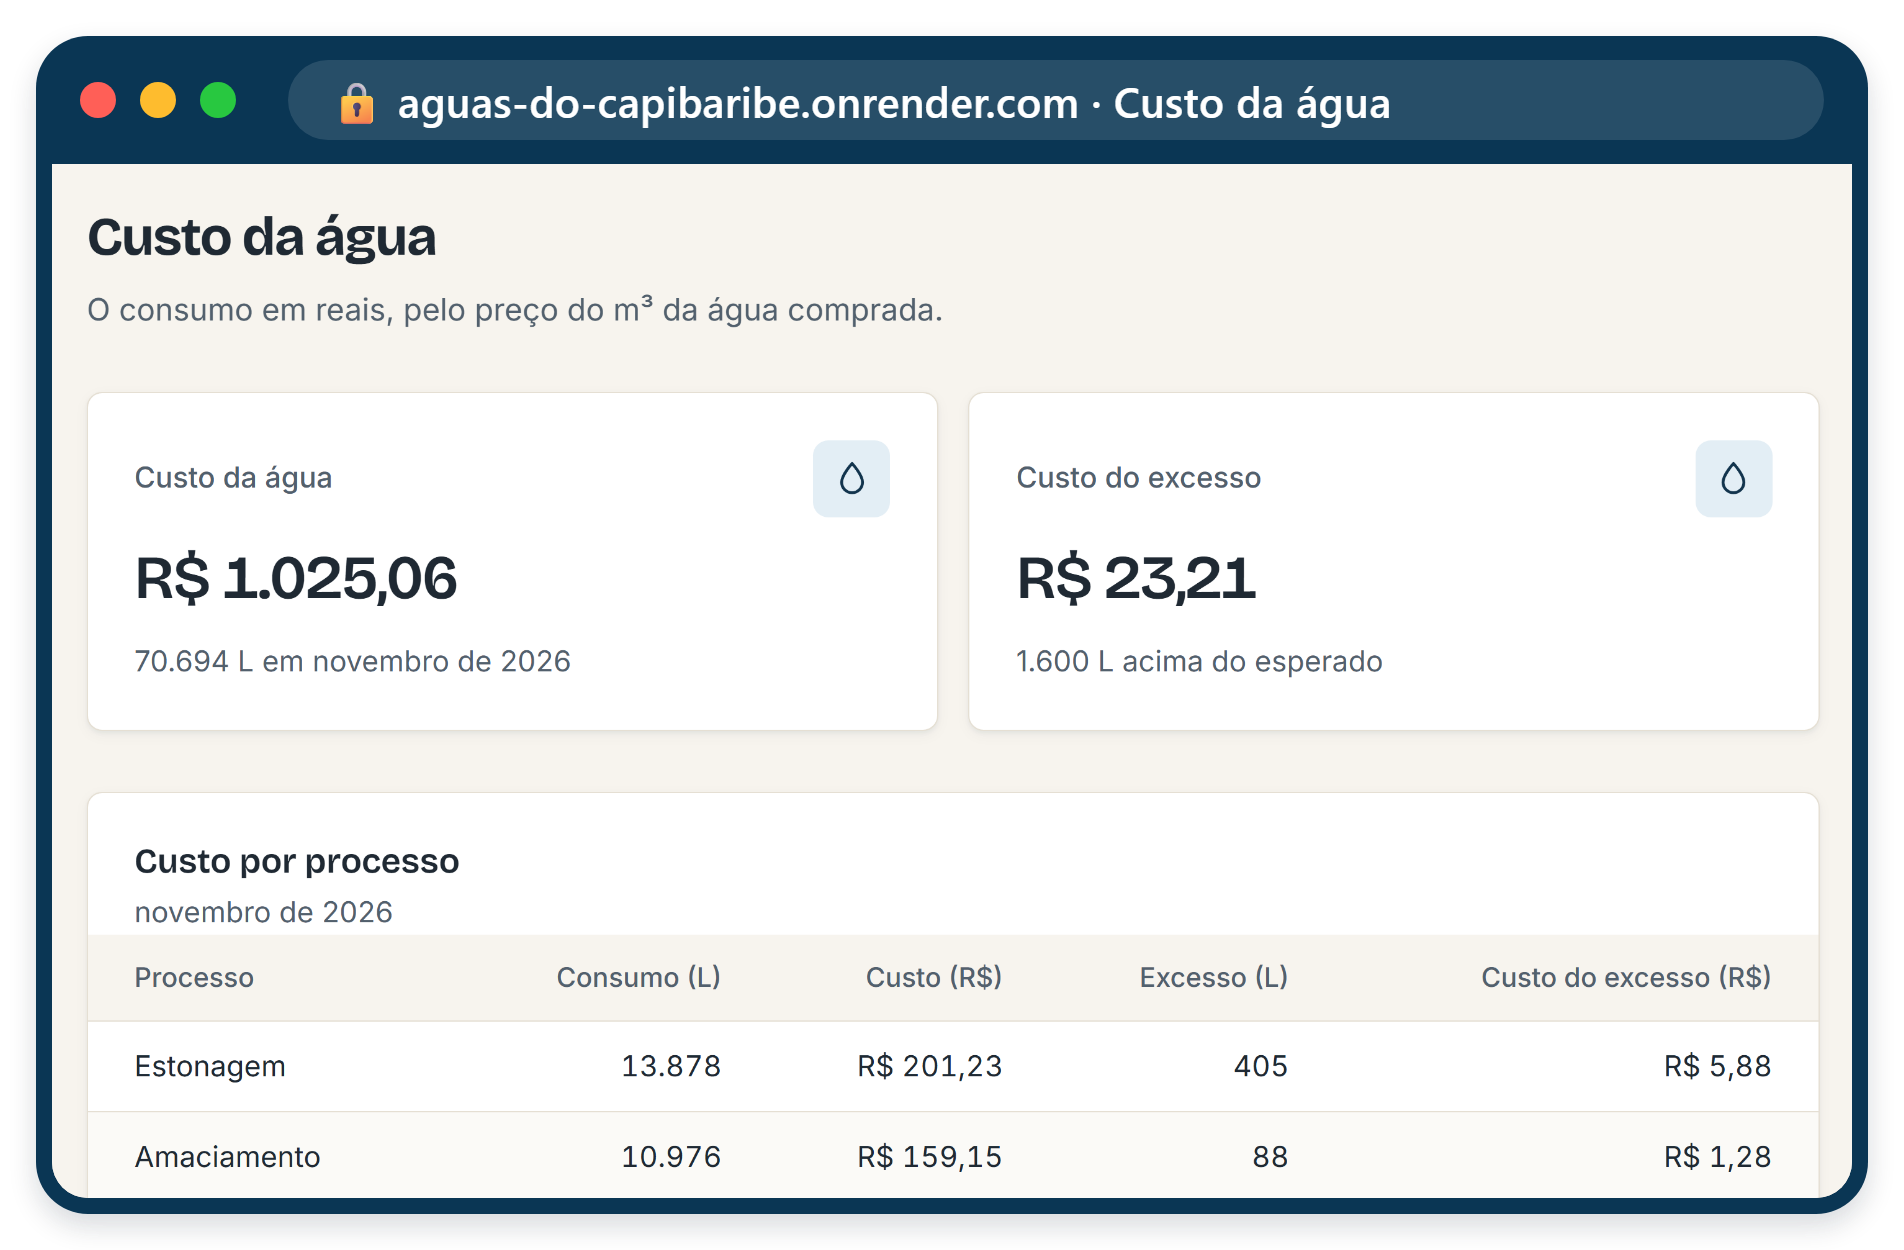 aguas-do-capibaribe.onrender.com · Custo da água
Custo da água
O consumo em reais, pelo preço do m³ da água comprada.
Custo da água
R$ 1.025,06
70.694 L em novembro de 2026
Custo do excesso
R$ 23,21
1.600 L acima do esperado
Custo por processo
novembro de 2026
Processo Consumo (L) Custo (R$) Excesso (L) Custo do excesso (R$)
Estonagem 13.878 R$ 201,23 405 R$ 5,88
Amaciamento 10.976 R$ 159,15 88 R$ 1,28